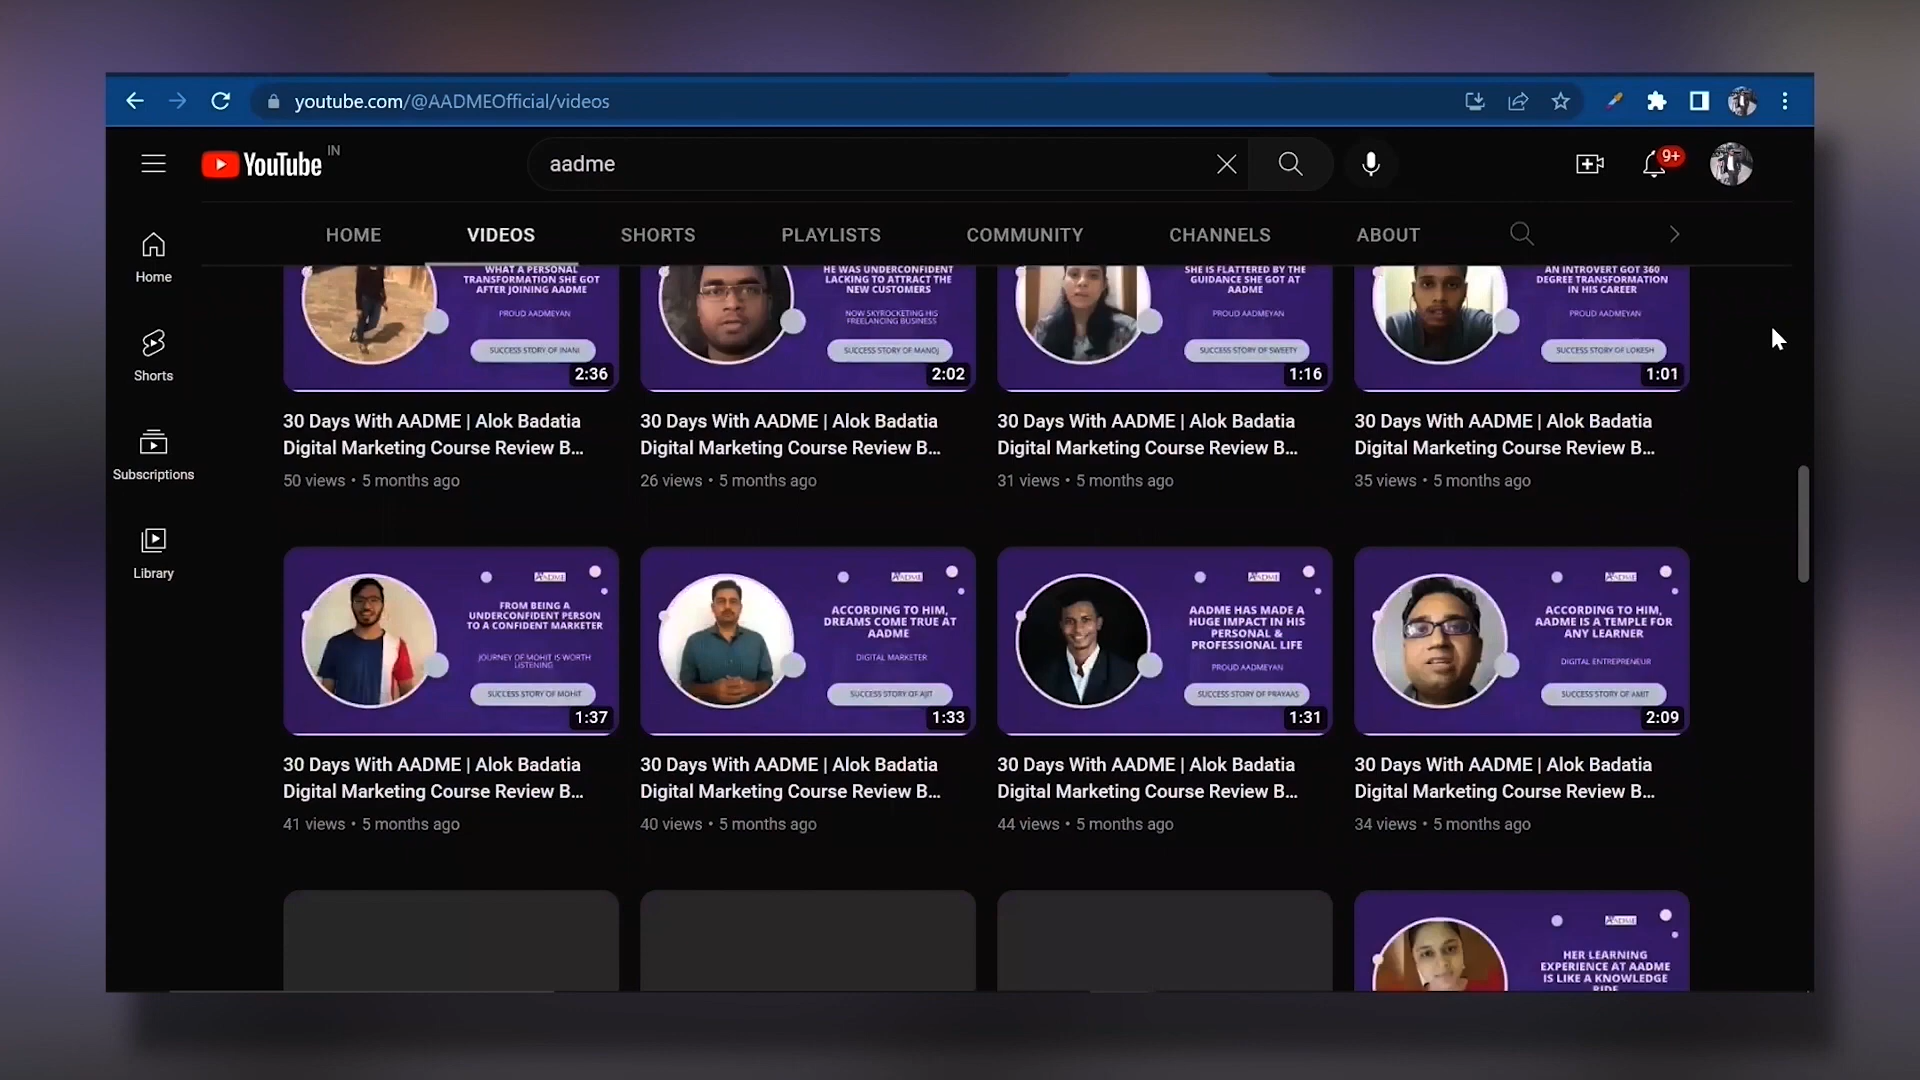 youtube.com/@AADMEOfficial/videos
YouTube IN
aadme
9+
HOME VIDEOS SHORTS PLAYLISTS COMMUNITY CHANNELS ABOUT
Home
Shorts
Subscriptions
Library
WHAT A PERSONAL
TRANSFORMATION SHE GOT
AFTER JOINING AADME
PROUD AADMEYAN
SUCCESS STORY OF INANI
2:36
30 Days With AADME | Alok Badatia
Digital Marketing Course Review B...
50 views • 5 months ago
HE WAS UNDERCONFIDENT
LACKING TO ATTRACT THE
NEW CUSTOMERS
NOW SKYROCKETING HIS
FREELANCING BUSINESS
SUCCESS STORY OF MANOJ
2:02
30 Days With AADME | Alok Badatia
Digital Marketing Course Review B...
26 views • 5 months ago
SHE IS FLATTERED BY THE
GUIDANCE SHE GOT AT
AADME
PROUD AADMEYAN
SUCCESS STORY OF SWEETY
1:16
30 Days With AADME | Alok Badatia
Digital Marketing Course Review B...
31 views • 5 months ago
AN INTROVERT GOT 360
DEGREE TRANSFORMATION
IN HIS CAREER
PROUD AADMEYAN
SUCCESS STORY OF LOKESH
1:01
30 Days With AADME | Alok Badatia
Digital Marketing Course Review B...
35 views • 5 months ago
AADME
FROM BEING A
UNDERCONFIDENT PERSON
TO A CONFIDENT MARKETER
JOURNEY OF MOHIT IS WORTH
LISTENING
SUCCESS STORY OF MOHIT
1:37
30 Days With AADME | Alok Badatia
Digital Marketing Course Review B...
41 views • 5 months ago
AADME
ACCORDING TO HIM,
DREAMS COME TRUE AT
AADME
DIGITAL MARKETER
SUCCESS STORY OF AJIT
1:33
30 Days With AADME | Alok Badatia
Digital Marketing Course Review B...
40 views • 5 months ago
AADME
AADME HAS MADE A
HUGE IMPACT IN HIS
PERSONAL &
PROFESSIONAL LIFE
PROUD AADMEYAN
SUCCESS STORY OF PRAYAAS
1:31
30 Days With AADME | Alok Badatia
Digital Marketing Course Review B...
44 views • 5 months ago
AADME
ACCORDING TO HIM,
AADME IS A TEMPLE FOR
ANY LEARNER
DIGITAL ENTREPRENEUR
SUCCESS STORY OF AMIT
2:09
30 Days With AADME | Alok Badatia
Digital Marketing Course Review B...
34 views • 5 months ago
AADME
HER LEARNING
EXPERIENCE AT AADME
IS LIKE A KNOWLEDGE
RIDE